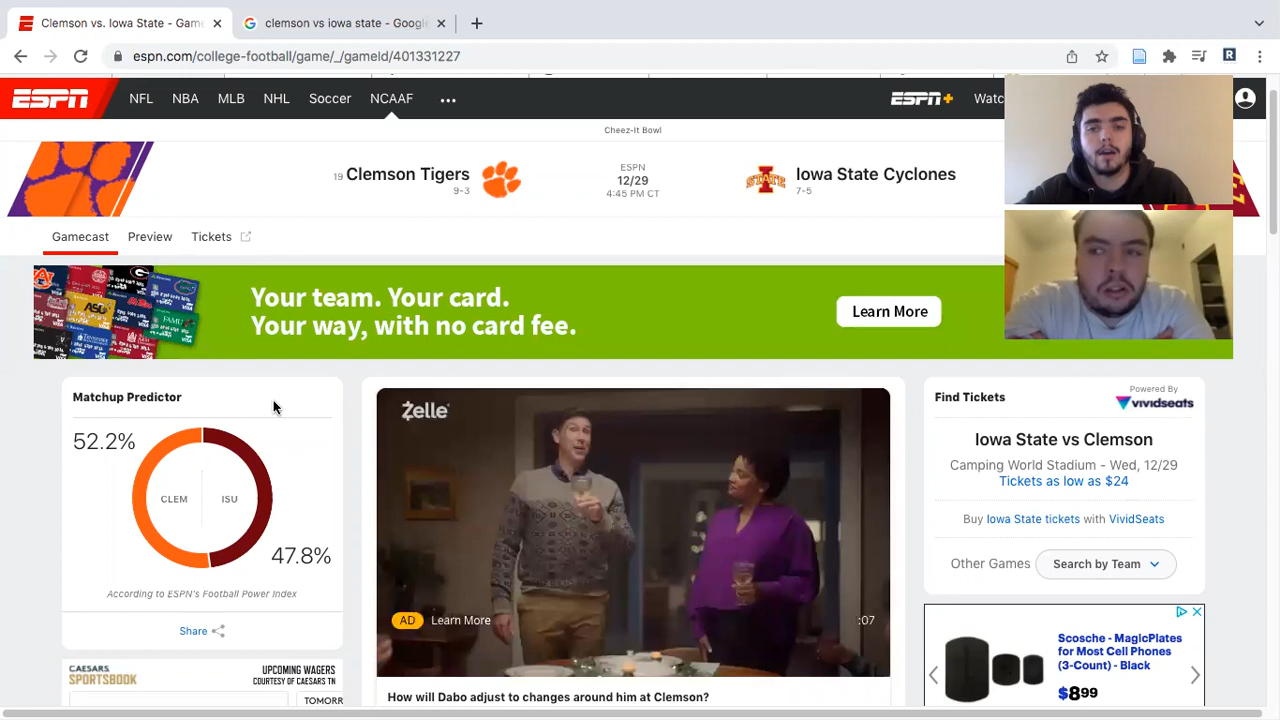 Clemson vs. Iowa State - Game
clemson vs iowa state - Google
espn.com/college-football/game/_/gameId/401331227
R
ESPN
NFL
NBA
MLB
NHL
Soccer
NCAAF
ESPN+
Watc
Cheez-It Bowl
19 Clemson Tigers
9-3
ESPN
12/29
4:45 PM CT
STATE
Iowa State Cyclones
7-5
Gamecast
Preview
Tickets
Your team. Your card.
Your way, with no card fee.
Learn More
Matchup Predictor
52.2%
CLEM
ISU
47.8%
According to ESPN's Football Power Index
Share
CAESARS
SPORTSBOOK
UPCOMING WAGERS
COURTESY OF CAESARS TN
TOMORR
Zelle
AD Learn More
:07
How will Dabo adjust to changes around him at Clemson?
Find Tickets
Powered By
vividseats
Iowa State vs Clemson
Camping World Stadium - Wed, 12/29
Tickets as low as $24
Buy Iowa State tickets with VividSeats
Other Games
Search by Team
Scosche - MagicPlates
for Most Cell Phones
(3-Count) - Black
$899